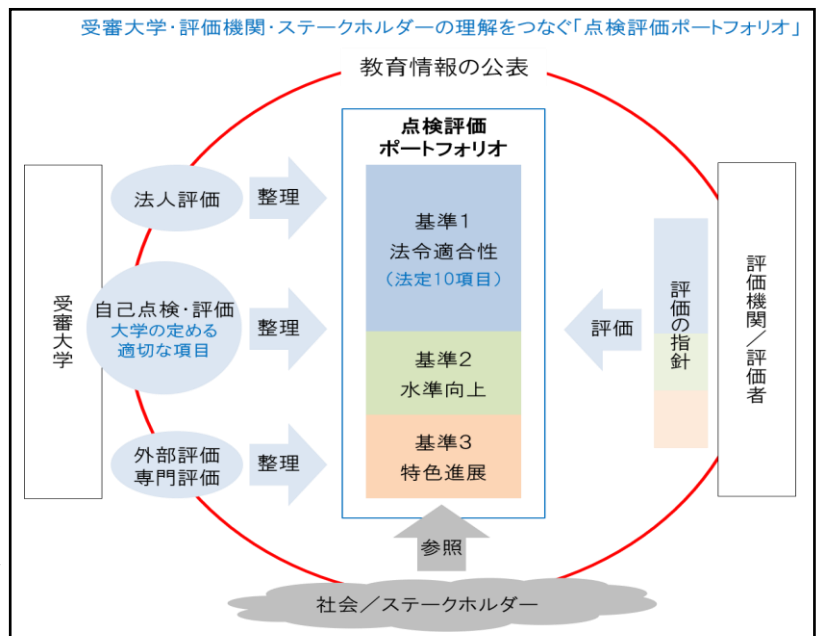 受審大学・評価機関・ステークホルダーの理解をつなぐ「点検評価ポートフォリオ」
教育情報の公表
受審大学
法人評価
整理
自己点検・評価
大学の定める
適切な項目
整理
外部評価
専門評価
整理
点検評価
ポートフォリオ
基準1
法令適合性
（法定10項目）
基準2
水準向上
基準3
特色進展
評価
評価の指針
評価機関／評価者
参照
社会／ステークホルダー